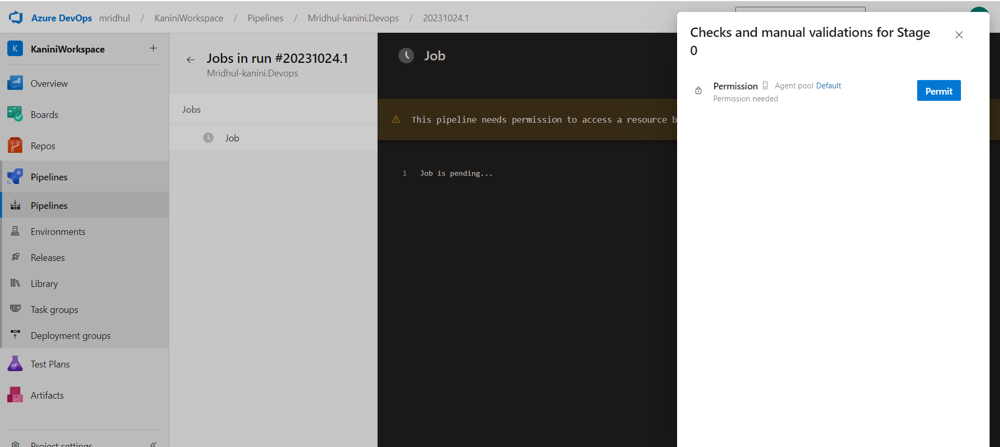 Azure DevOps mridhul / KaniniWorkspace / Pipelines / Mridhul-kanini.Devops / 20231024.1
K KaniniWorkspace +
Overview
Boards
Repos
Pipelines
Pipelines
Environments
Releases
Library
Task groups
Deployment groups
Test Plans
Artifacts
Project settings
Jobs in run #20231024.1
Mridhul-kanini.Devops
Jobs
Job
Job
This pipeline needs permission to access a resource b
1 Job is pending...
Checks and manual validations for Stage
0
Permission Agent pool Default
Permission needed
Permit